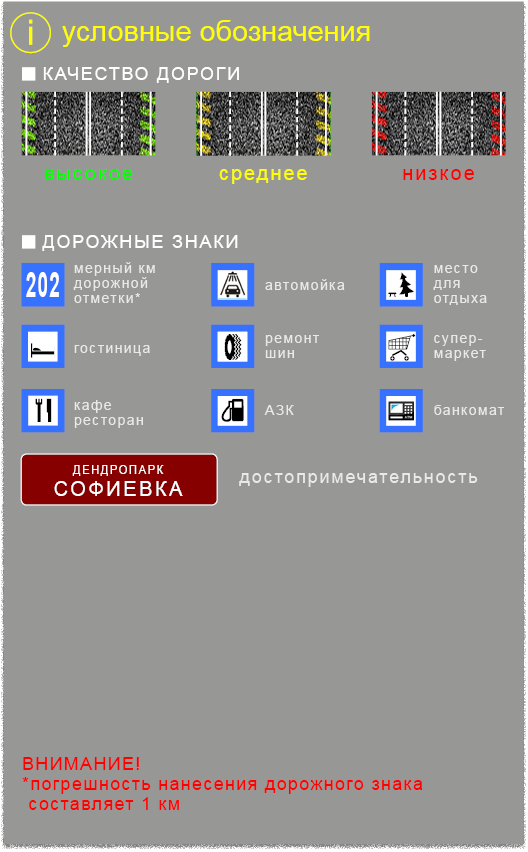 i условные обозначения
КАЧЕСТВО ДОРОГИ
высокое
среднее
низкое
ДОРОЖНЫЕ ЗНАКИ
202
мерный км
дорожной
отметки*
автомойка
место
для
отдыха
гостиница
ремонт
шин
супер-
маркет
кафе
ресторан
АЗК
банкомат
ДЕНДРОПАРК
СОФИЕВКА
достопримечательность
ВНИМАНИЕ!
*погрешность нанесения дорожного знака
составляет 1 км